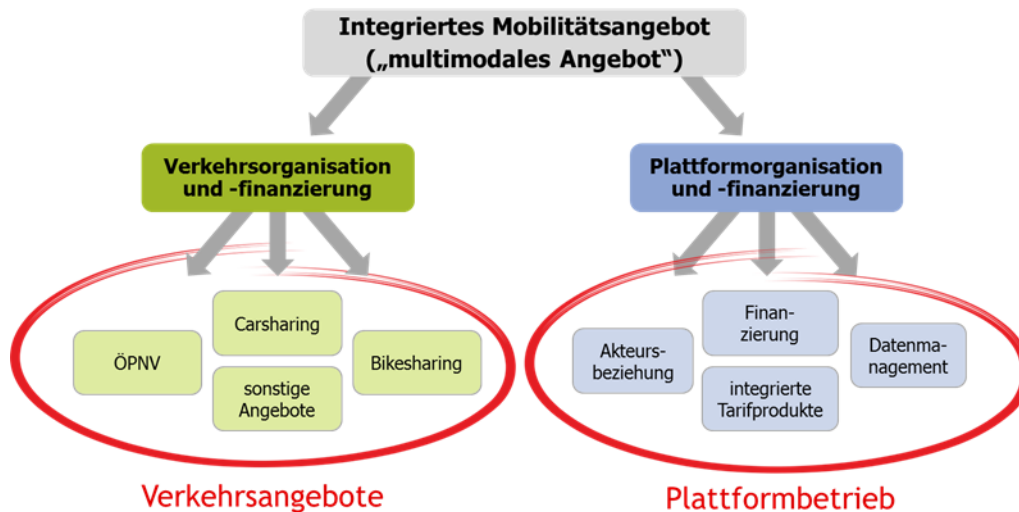 Integriertes Mobilitätsangebot
(„multimodales Angebot“)
Verkehrsorganisation
und -finanzierung
Plattformorganisation
und -finanzierung
ÖPNV
Carsharing
sonstige
Angebote
Bikesharing
Akteurs-
beziehung
Finan-
zierung
integrierte
Tarifprodukte
Datenma-
nagement
Verkehrsangebote
Plattformbetrieb